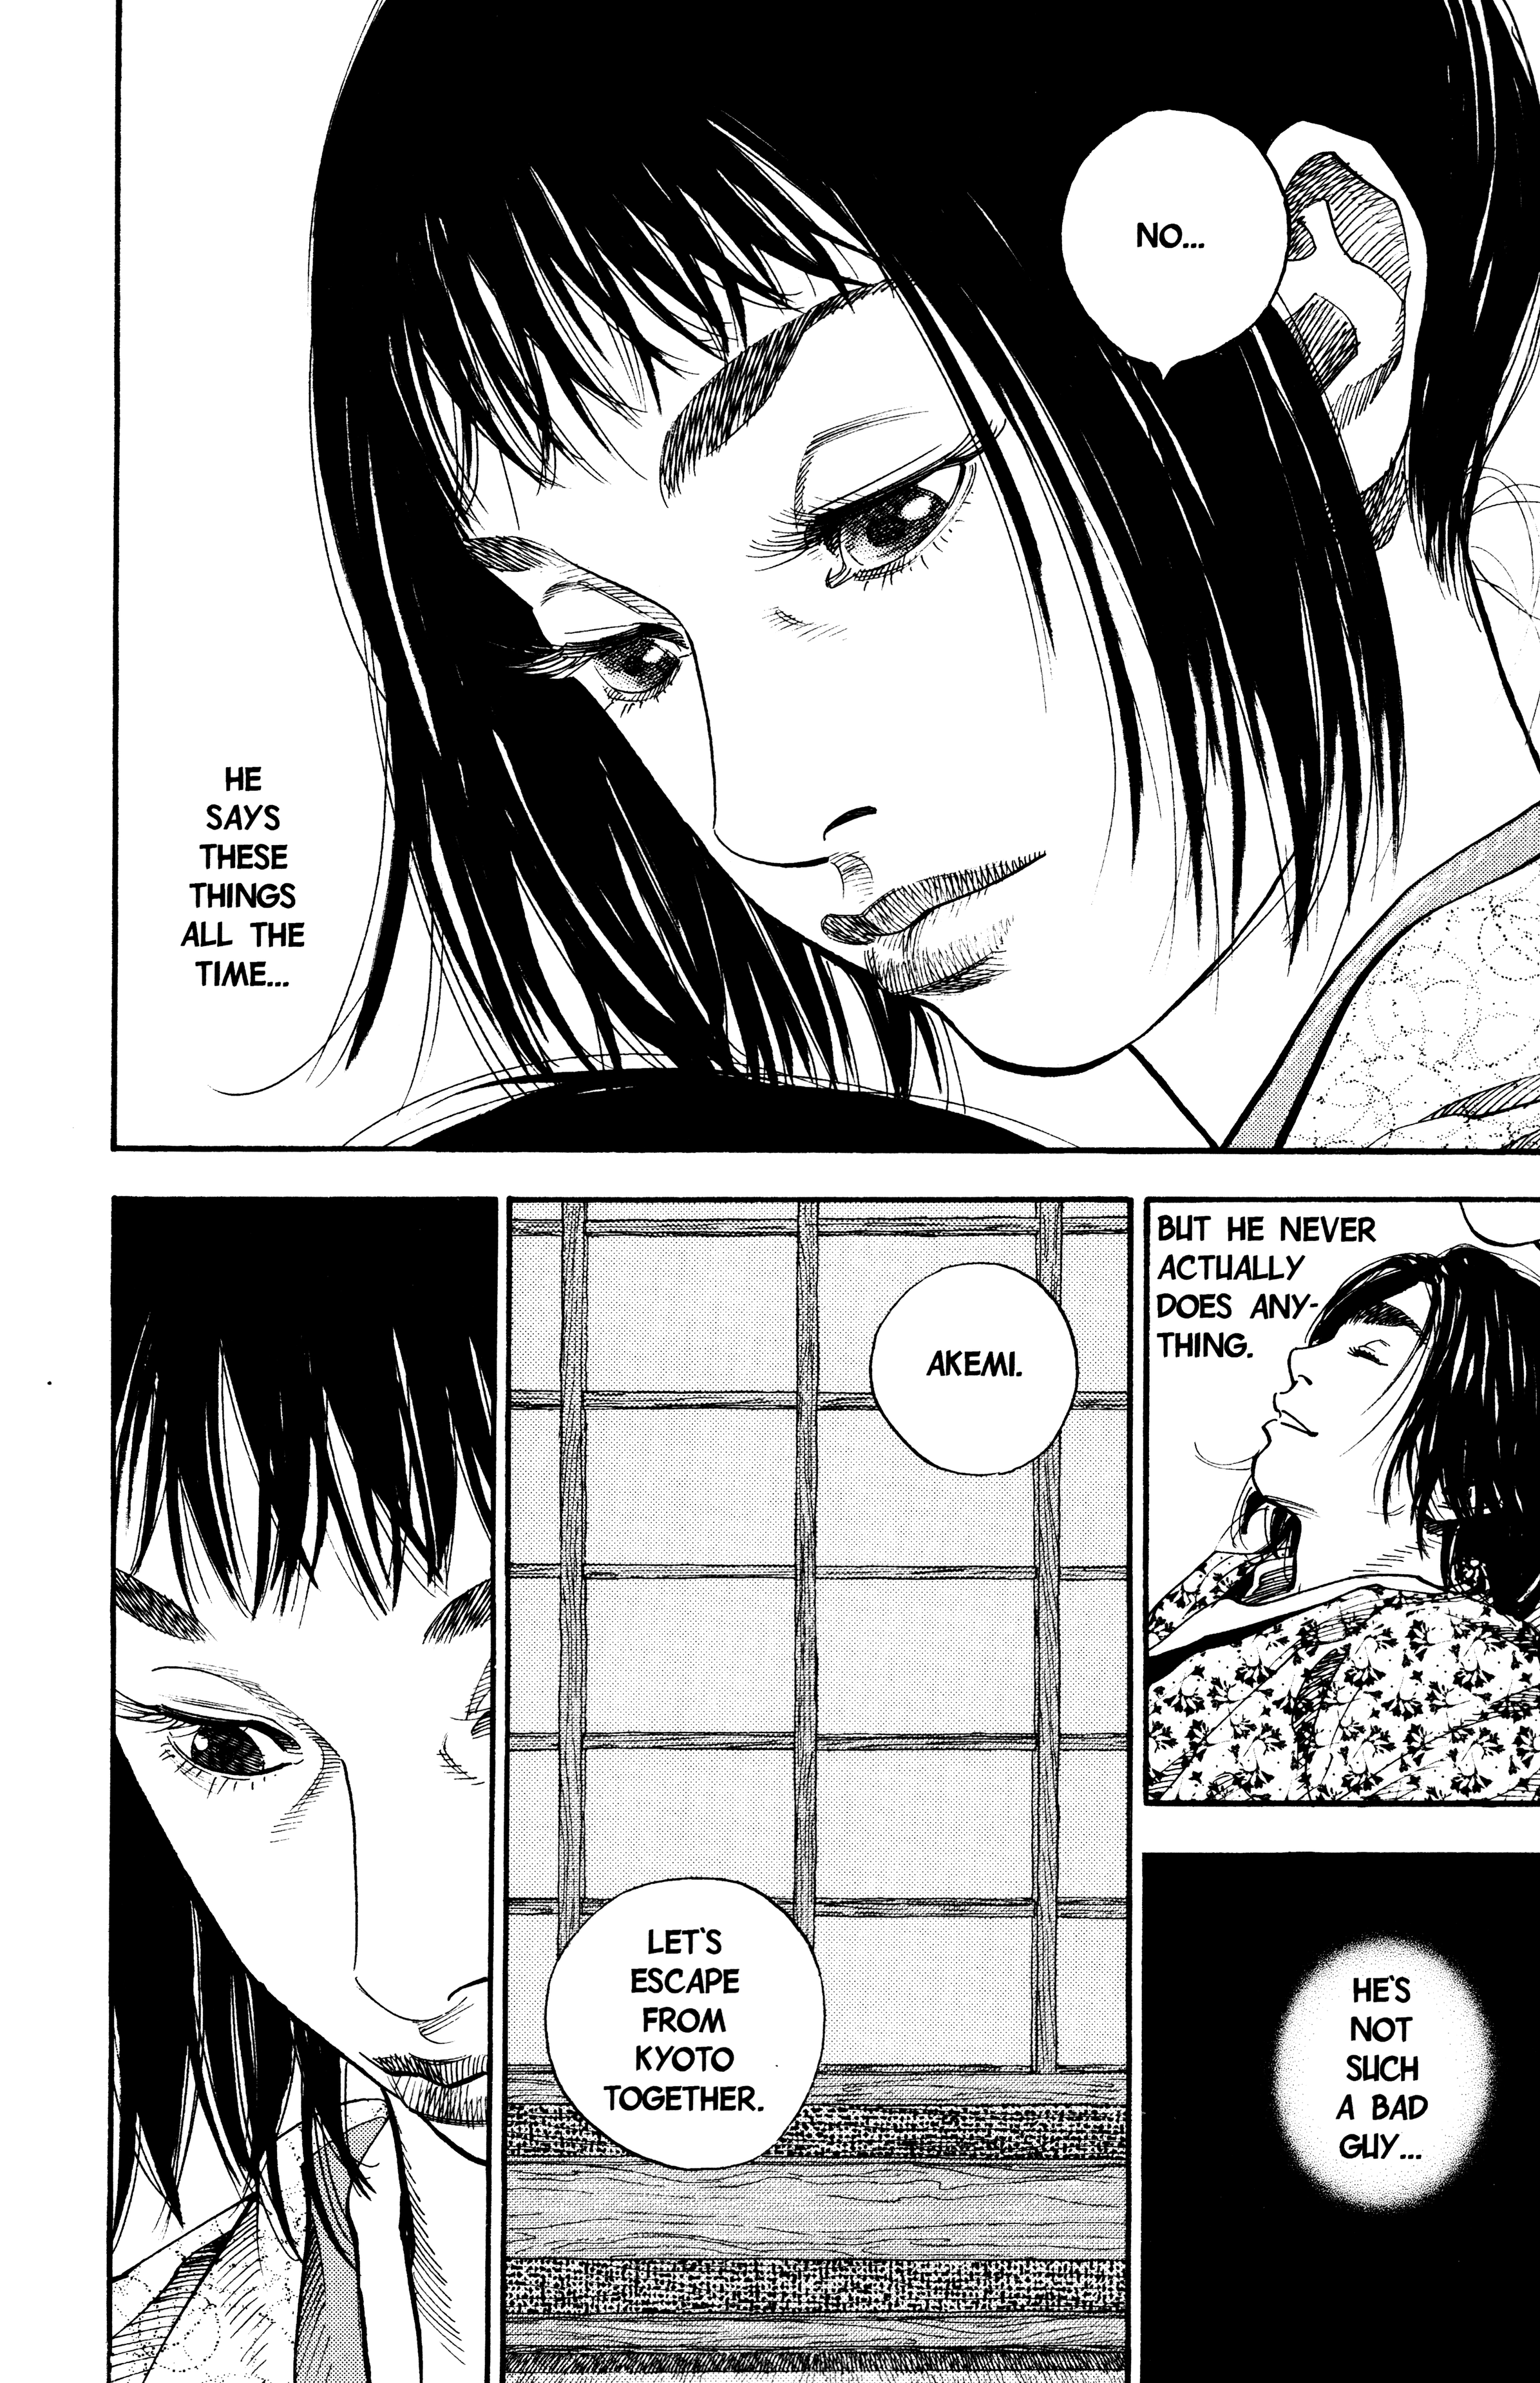 NO...
HE
SAYS
THESE
THINGS
ALL THE
TIME...
BUT HE NEVER
ACTUALLY
DOES ANY-
THING.
HE'S
NOT
SUCH
A BAD
GUY...
AKEMI.
LET'S
ESCAPE
FROM
KYOTO
TOGETHER.